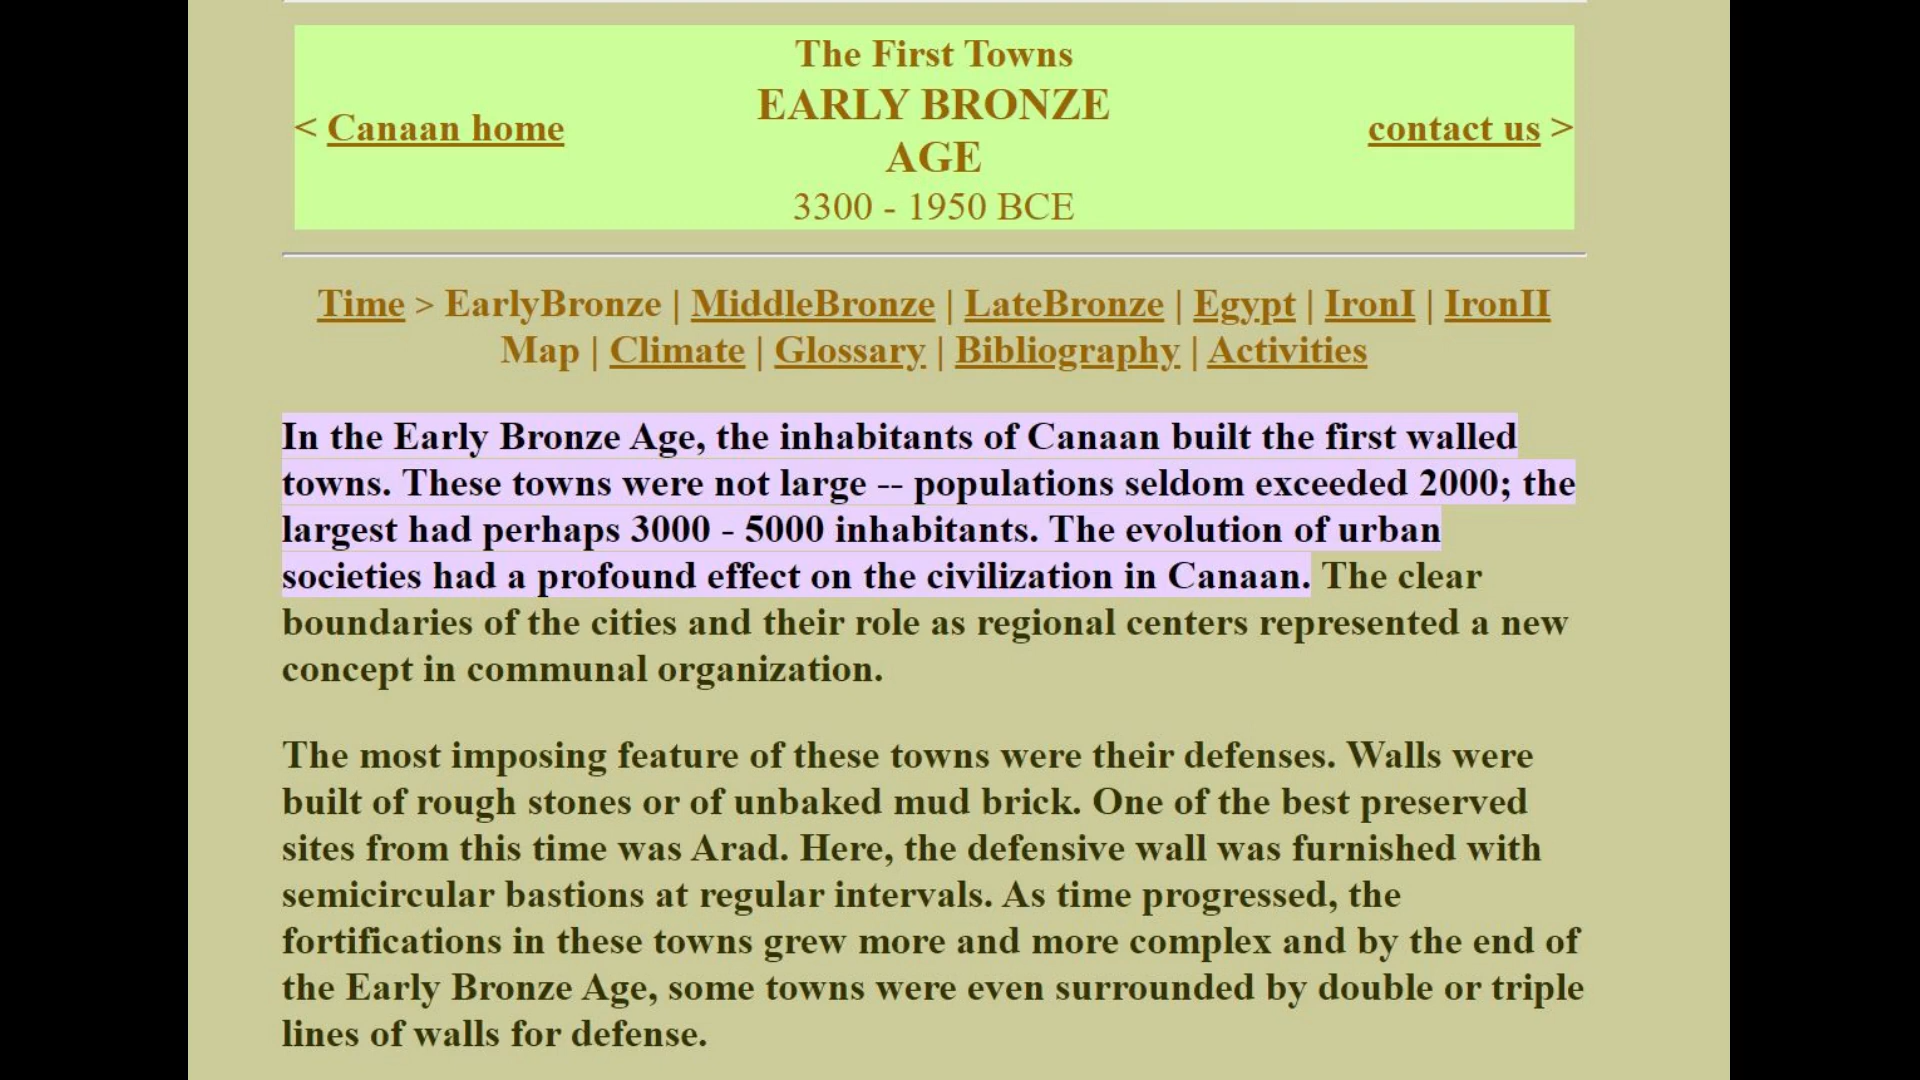 The First Towns
EARLY BRONZE
AGE
3300 - 1950 BCE
< Canaan home
contact us >
Time > EarlyBronze | MiddleBronze | LateBronze | Egypt | IronI | IronII
Map | Climate | Glossary | Bibliography | Activities
In the Early Bronze Age, the inhabitants of Canaan built the first walled
towns. These towns were not large -- populations seldom exceeded 2000; the
largest had perhaps 3000 - 5000 inhabitants. The evolution of urban
societies had a profound effect on the civilization in Canaan. The clear
boundaries of the cities and their role as regional centers represented a new
concept in communal organization.
The most imposing feature of these towns were their defenses. Walls were
built of rough stones or of unbaked mud brick. One of the best preserved
sites from this time was Arad. Here, the defensive wall was furnished with
semicircular bastions at regular intervals. As time progressed, the
fortifications in these towns grew more and more complex and by the end of
the Early Bronze Age, some towns were even surrounded by double or triple
lines of walls for defense.